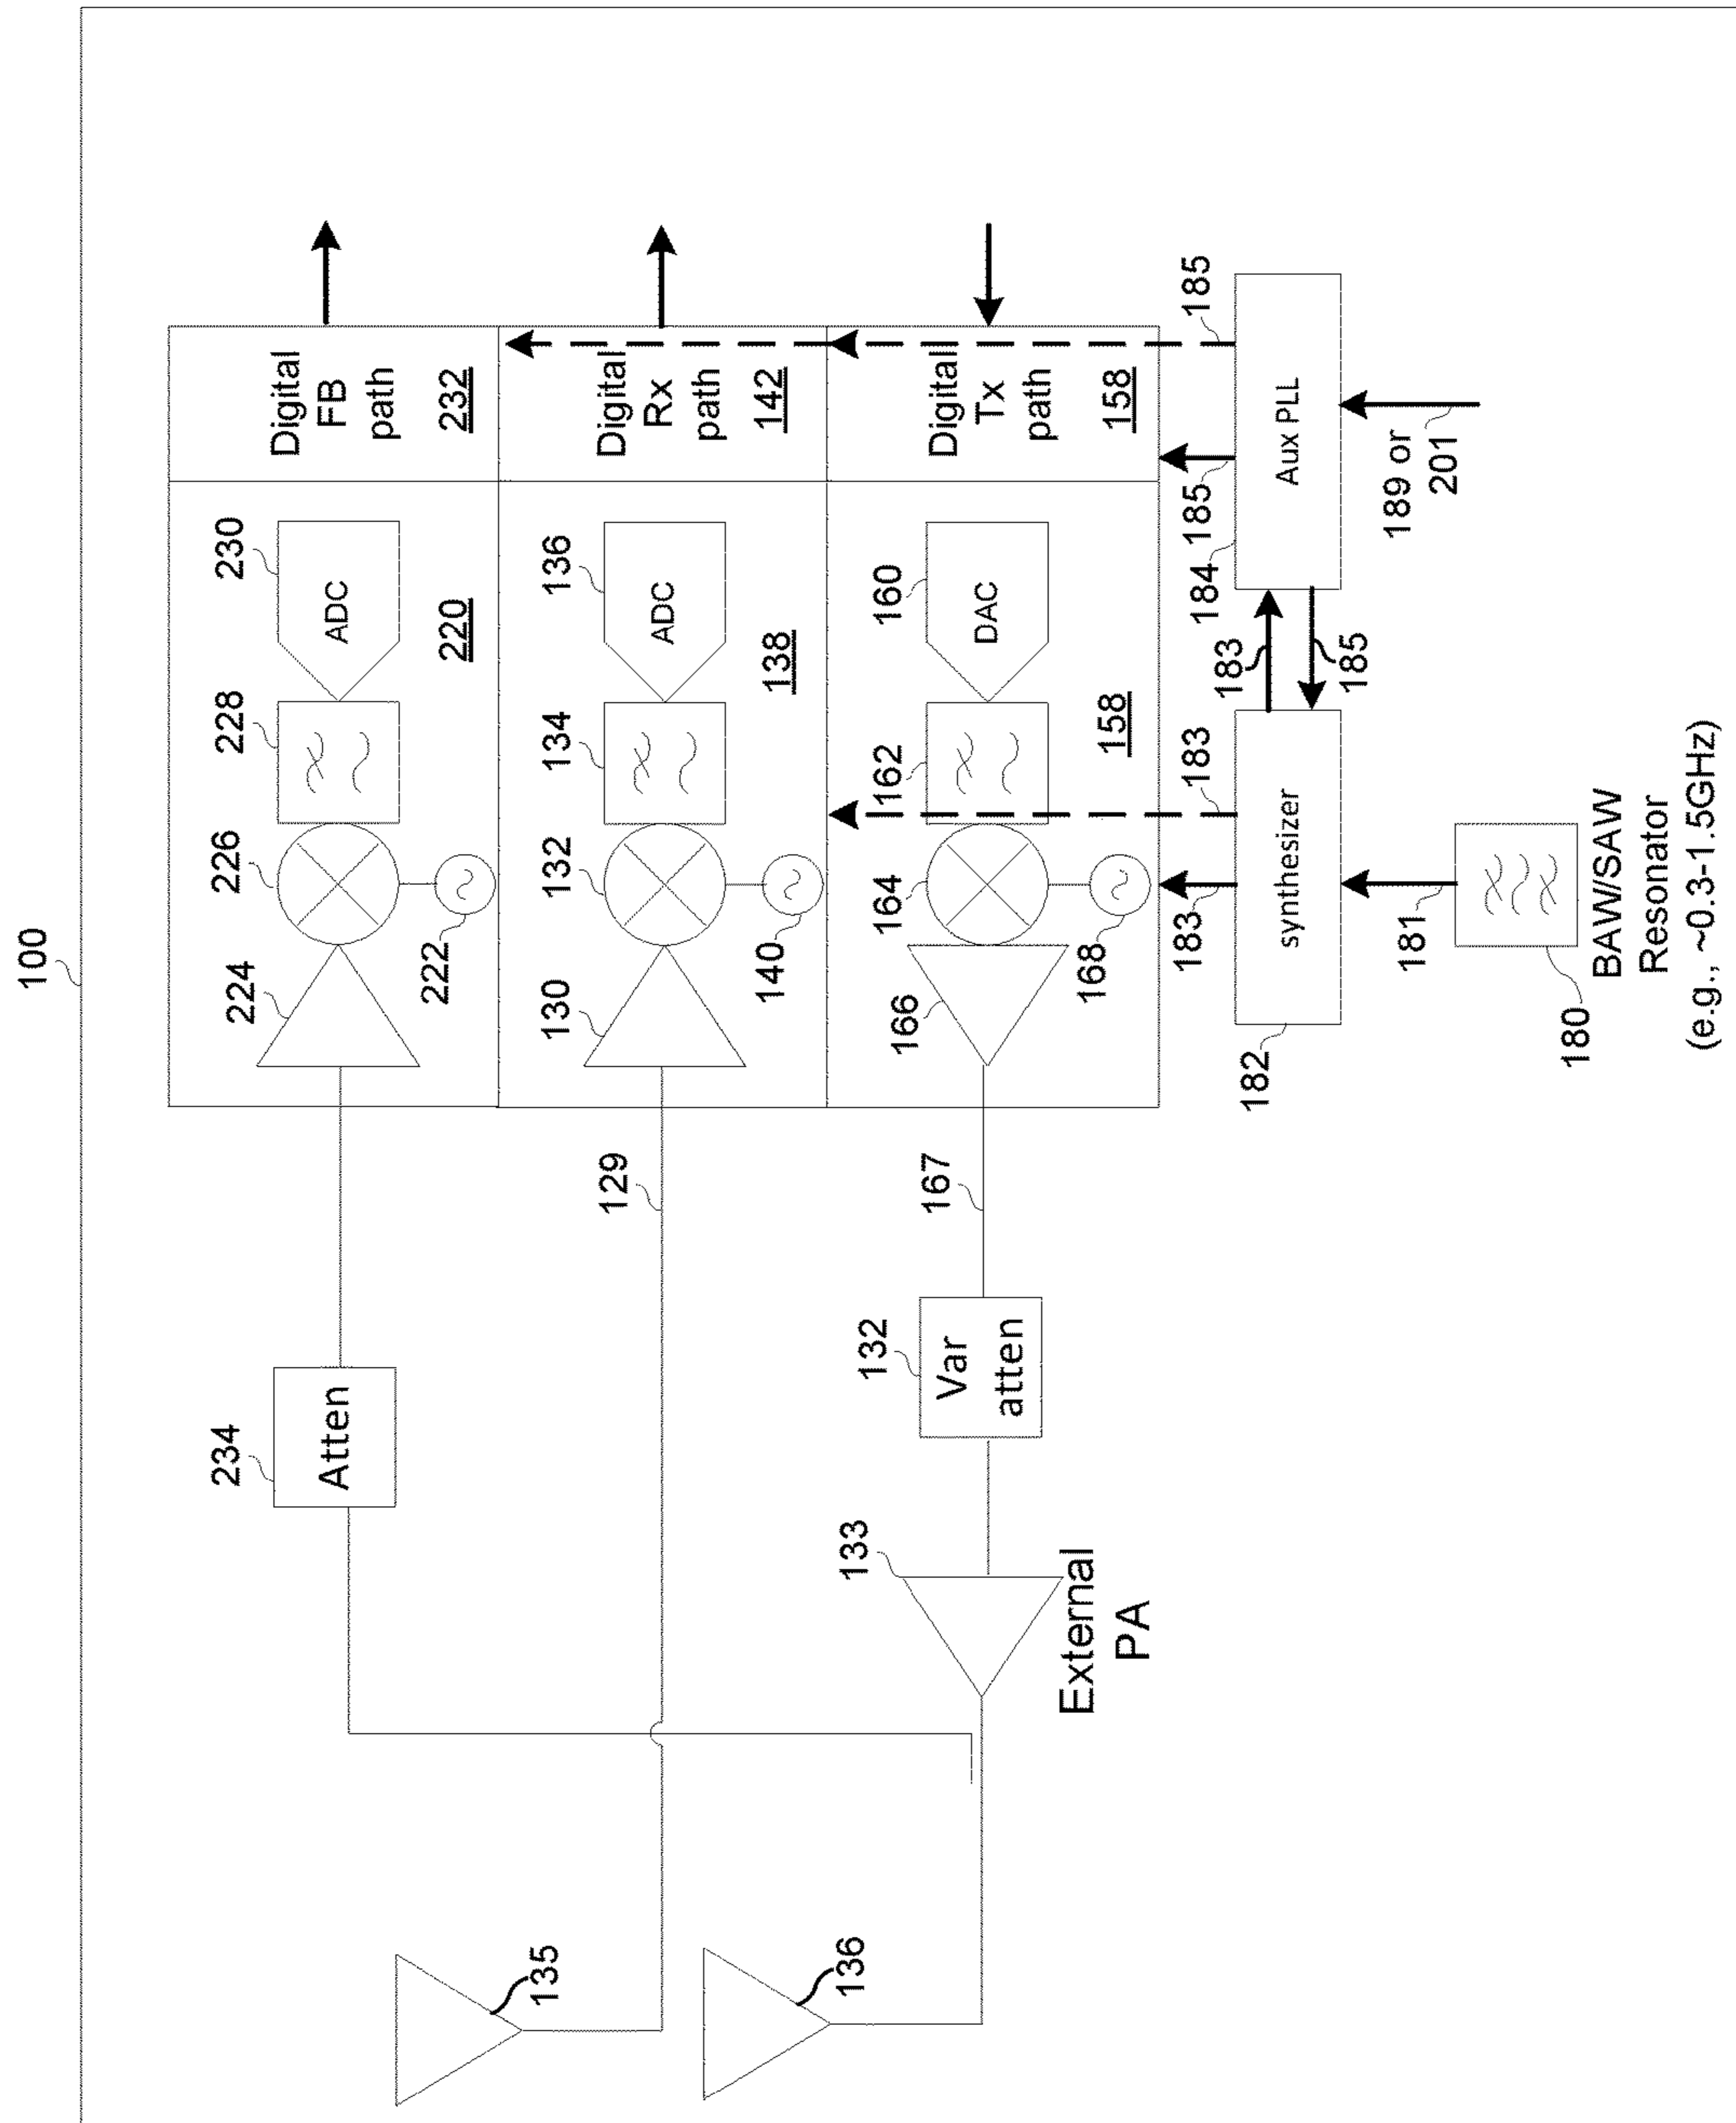 100
224
226
228
230
ADC
222
220
Digital
FB
path
232
234
Atten
130
132
134
136
ADC
140
138
Digital
Rx
path
142
129
135
166
164
162
160
DAC
168
158
Digital
Tx
path
158
167
132
Var
atten
133
External
PA
136
183
183
185
185
182
synthesizer
183
185
184
Aux PLL
181
189 or
201
180
BAW/SAW
Resonator
(e.g., ~0.3-1.5GHz)